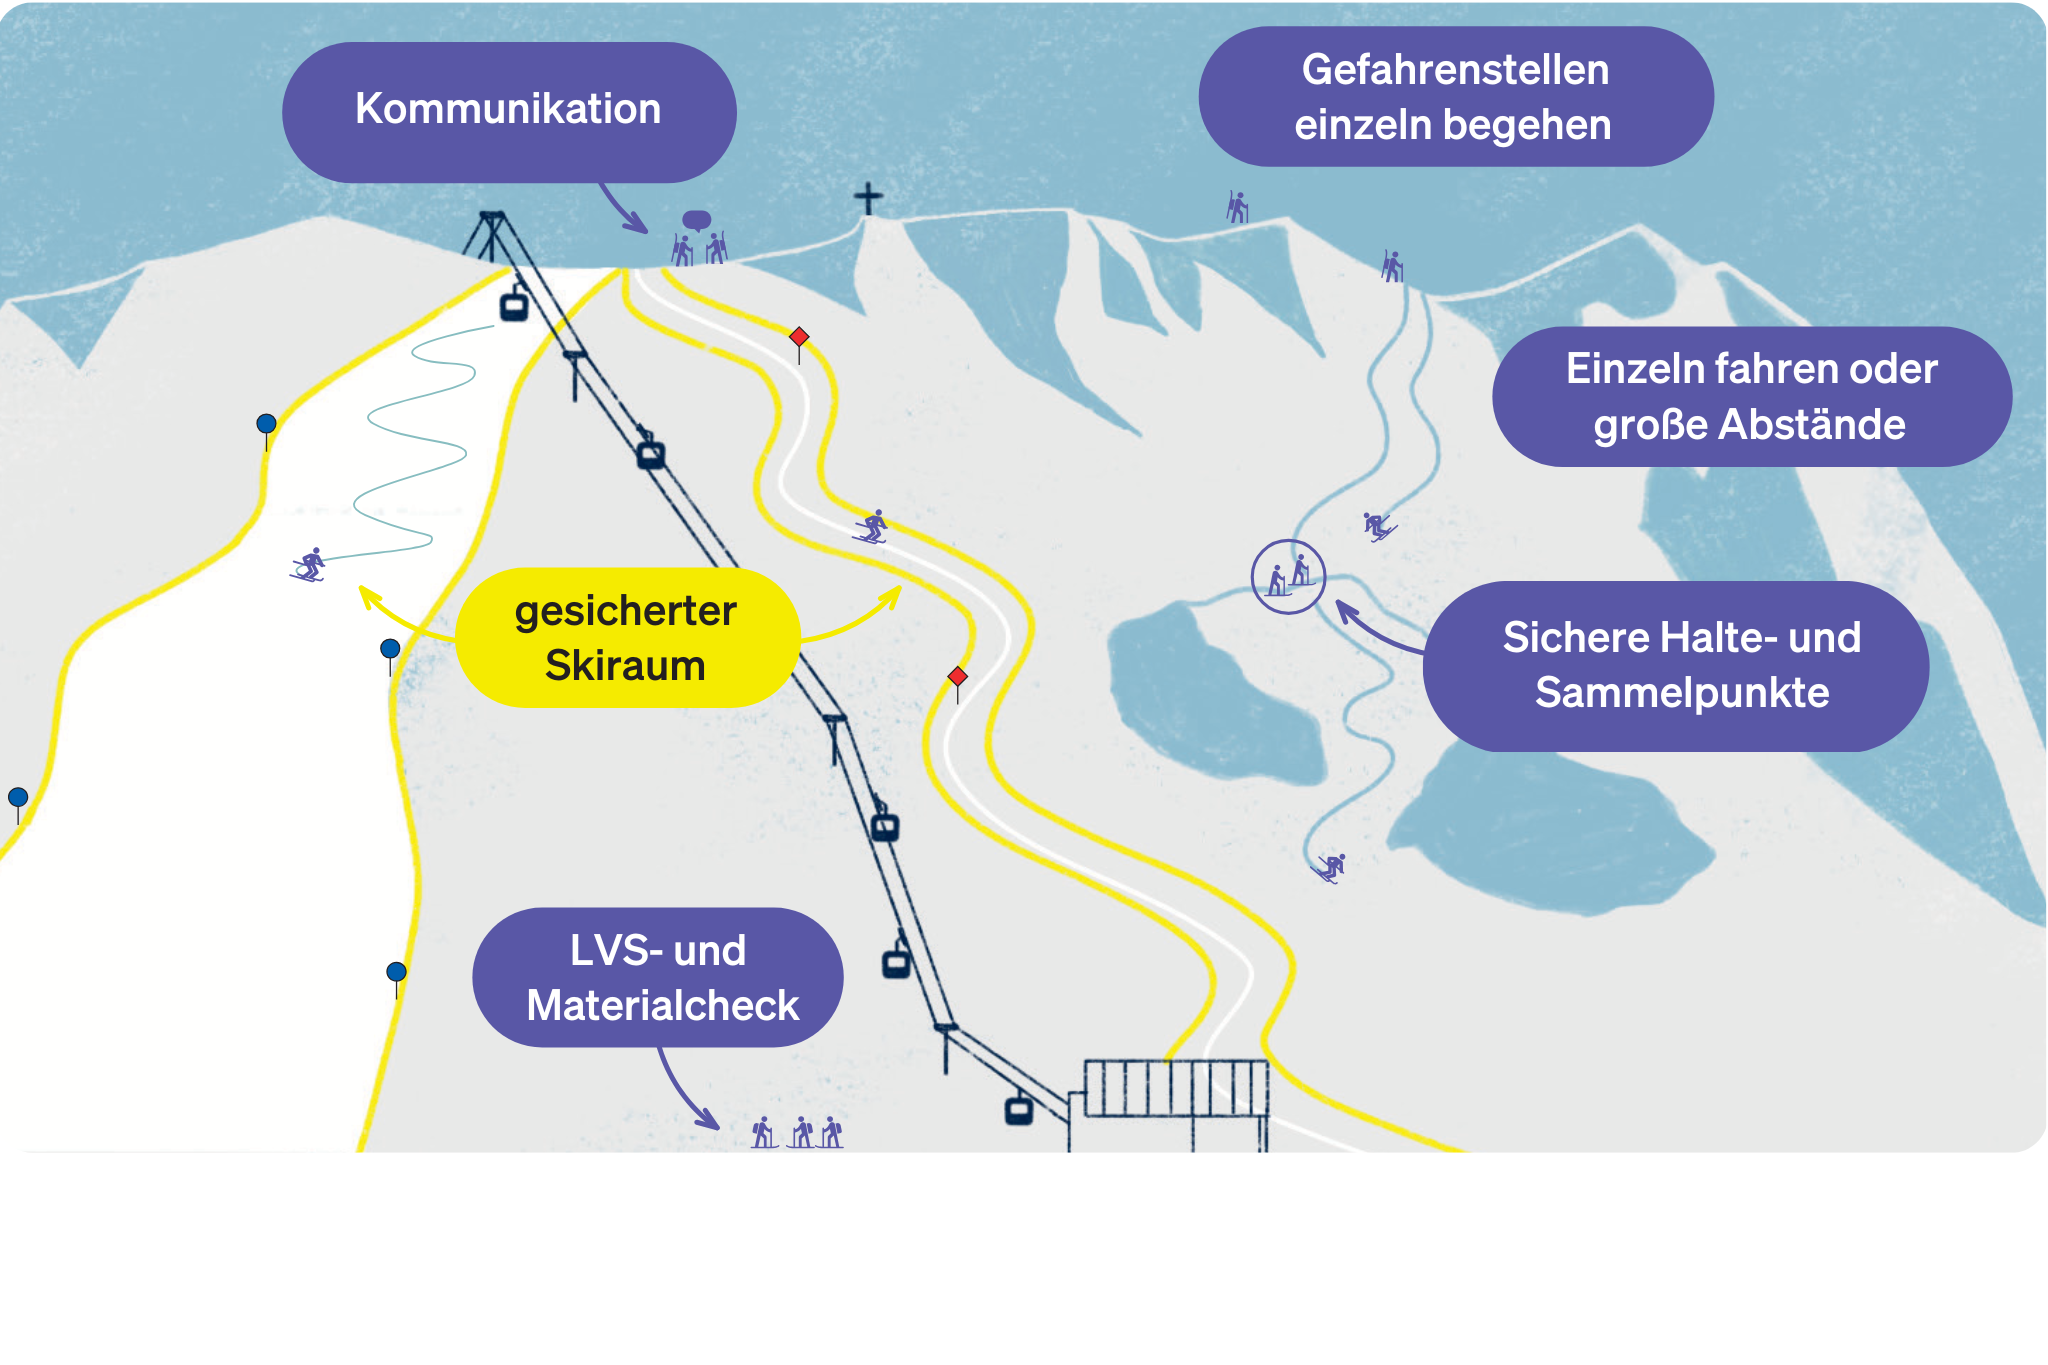 Kommunikation
Gefahrenstellen
einzeln begehen
Einzeln fahren oder
große Abstände
gesicherter
Skiraum
Sichere Halte- und
Sammelpunkte
LVS- und
Materialcheck